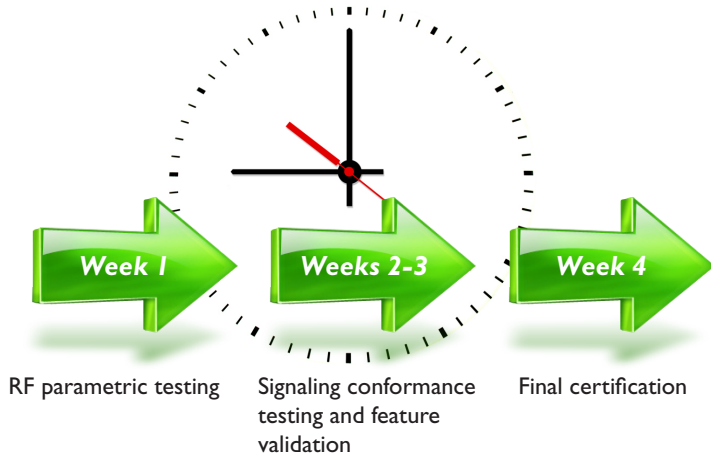 Week 1
Weeks 2-3
Week 4
RF parametric testing
Signaling conformance
testing and feature
validation
Final certification